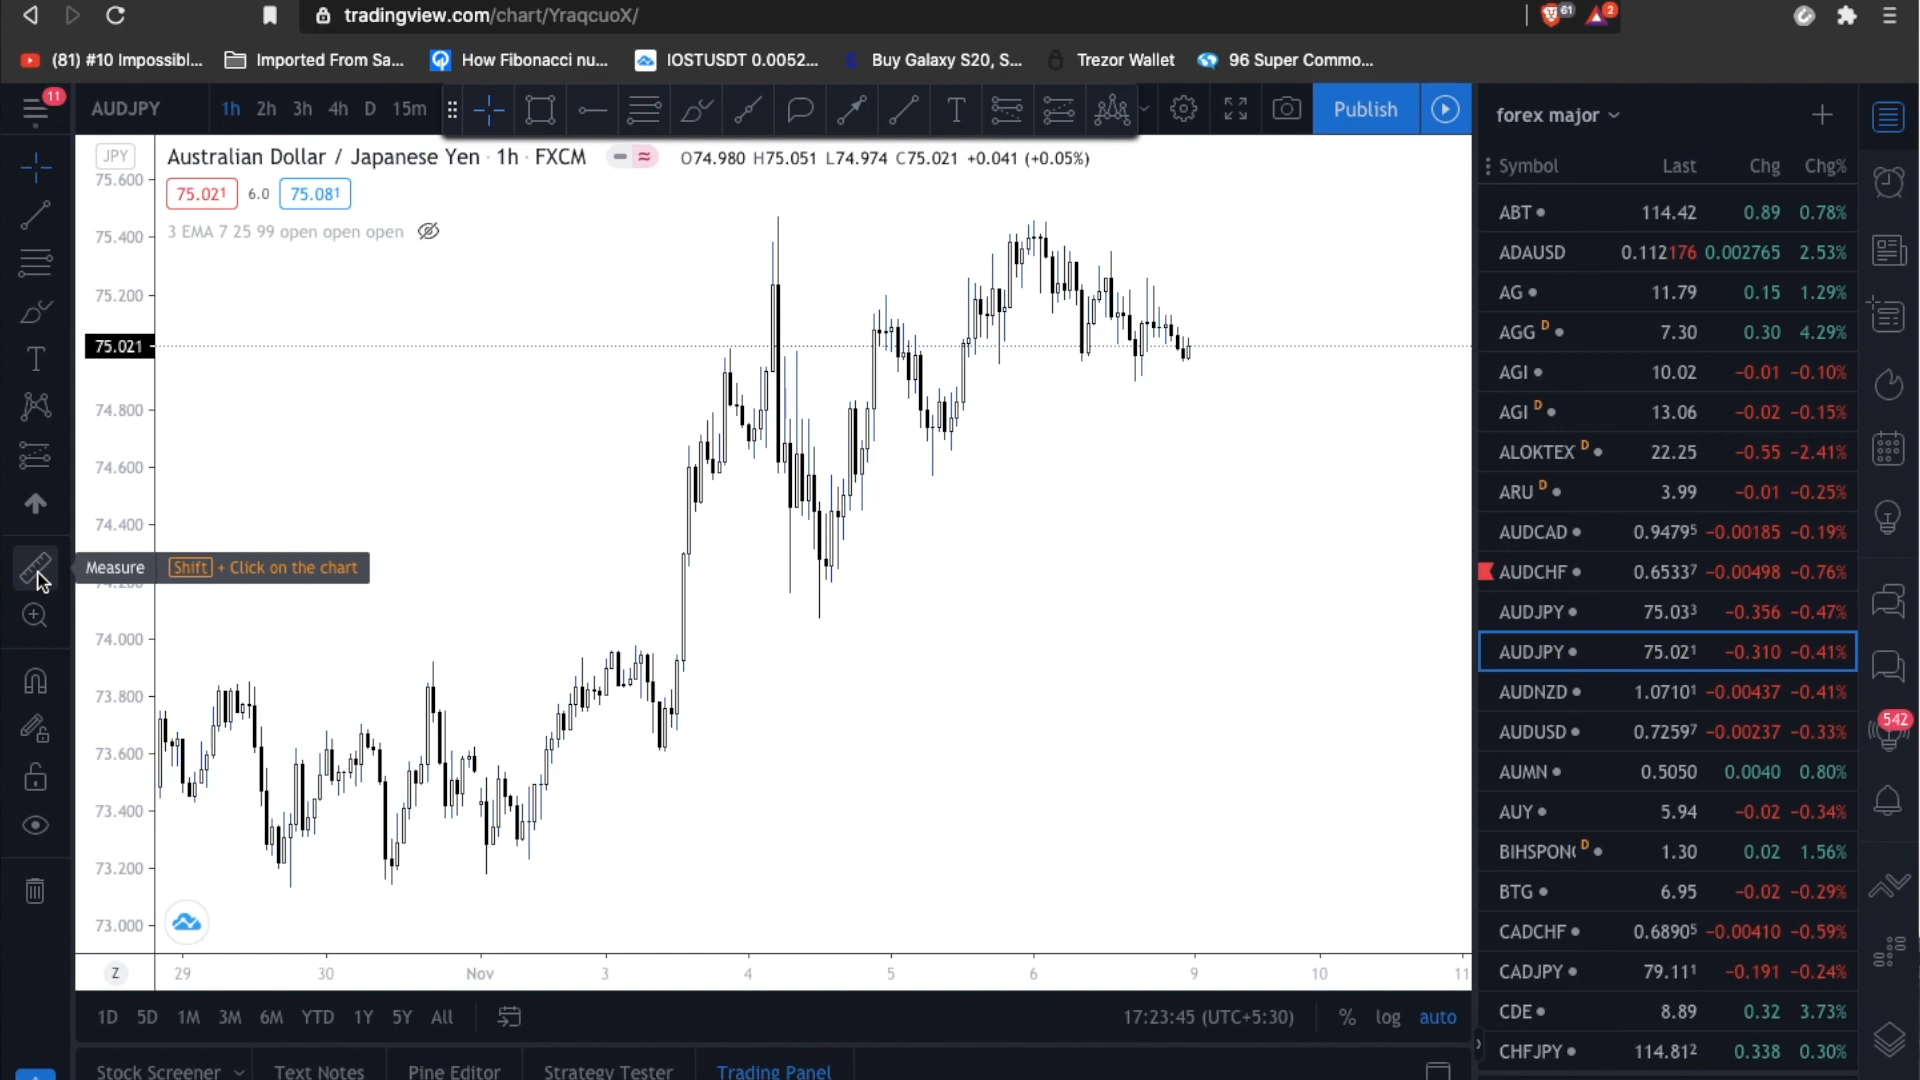 tradingview.com/chart/YraqcuoX/
61
2
(81) #10 Impossibl...
Imported From Sa...
How Fibonacci nu...
IOSTUSDT 0.0052...
Buy Galaxy S20, S...
Trezor Wallet
96 Super Commo...
11
AUDJPY
1h 2h 3h 4h D 15m
T
Publish
forex major
JPY
Australian Dollar / Japanese Yen · 1h · FXCM
O74.980 H75.051 L74.974 C75.021 +0.041 (+0.05%)
75.021 6.0 75.081
3 EMA 7 25 99 open open open
Symbol Last Chg Chg%
ABT 114.42 0.89 0.78%
ADAUSD 0.112176 0.002765 2.53%
AG 11.79 0.15 1.29%
AGG D 7.30 0.30 4.29%
AGI 10.02 −0.01 −0.10%
AGI D 13.06 −0.02 −0.15%
ALOKTEX D 22.25 −0.55 −2.41%
ARU D 3.99 −0.01 −0.25%
AUDCAD 0.94795 −0.00185 −0.19%
AUDCHF 0.65337 −0.00498 −0.76%
AUDJPY 75.033 −0.356 −0.47%
AUDJPY 75.021 −0.310 −0.41%
AUDNZD 1.07101 −0.00437 −0.41%
AUDUSD 0.72597 −0.00237 −0.33%
AUMN 0.5050 0.0040 0.80%
AUY 5.94 −0.02 −0.34%
BIHSPON D 1.30 0.02 1.56%
BTG 6.95 −0.02 −0.29%
CADCHF 0.68905 −0.00410 −0.59%
CADJPY 79.111 −0.191 −0.24%
CDE 8.89 0.32 3.73%
CHFJPY 114.812 0.338 0.30%
542
75.600
75.400
75.200
75.021
74.800
74.600
74.400
74.000
73.800
73.600
73.400
73.200
73.000
T
Measure Shift + Click on the chart
Z 29 30 Nov 3 4 5 6 9 10 11
1D 5D 1M 3M 6M YTD 1Y 5Y All
17:23:45 (UTC+5:30) % log auto
Stock Screener Text Notes Pine Editor Strategy Tester Trading Panel